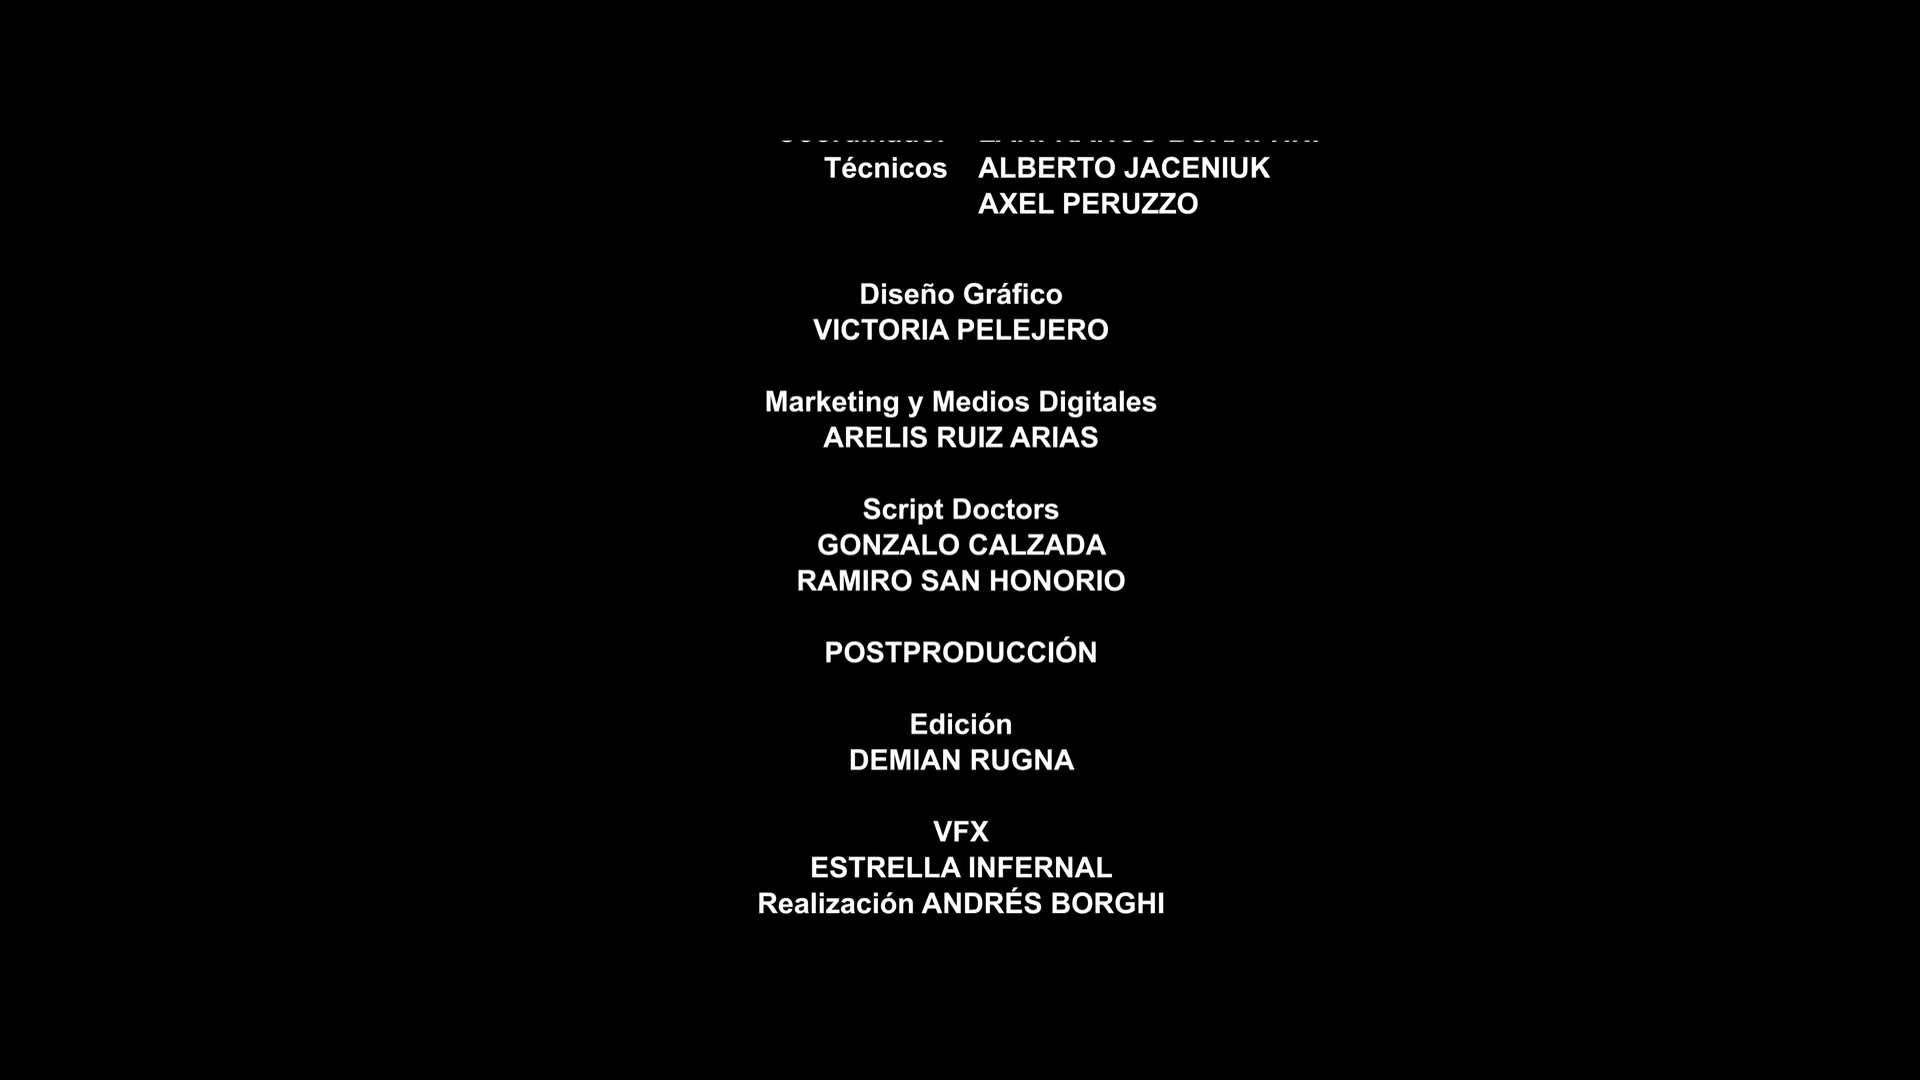 Técnicos ALBERTO JACENIUK
AXEL PERUZZO
Diseño Gráfico
VICTORIA PELEJERO
Marketing y Medios Digitales
ARELIS RUIZ ARIAS
Script Doctors
GONZALO CALZADA
RAMIRO SAN HONORIO
POSTPRODUCCIÓN
Edición
DEMIAN RUGNA
VFX
ESTRELLA INFERNAL
Realización ANDRÉS BORGHI